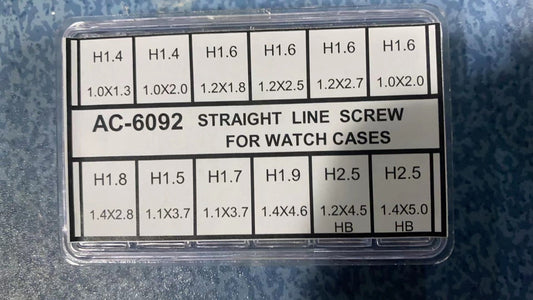 H1.4 H1.4 H1.6 H1.6 H1.6 H1.6
1.0X1.3 1.0X2.0 1.2X1.8 1.2X2.5 1.2X2.7 1.0X2.0
AC-6092 STRAIGHT LINE SCREW
FOR WATCH CASES
H1.8 H1.5 H1.7 H1.9 H2.5 H2.5
1.4X2.8 1.1X3.7 1.1X3.7 1.4X4.6 1.2X4.5 1.4X5.0
HB HB